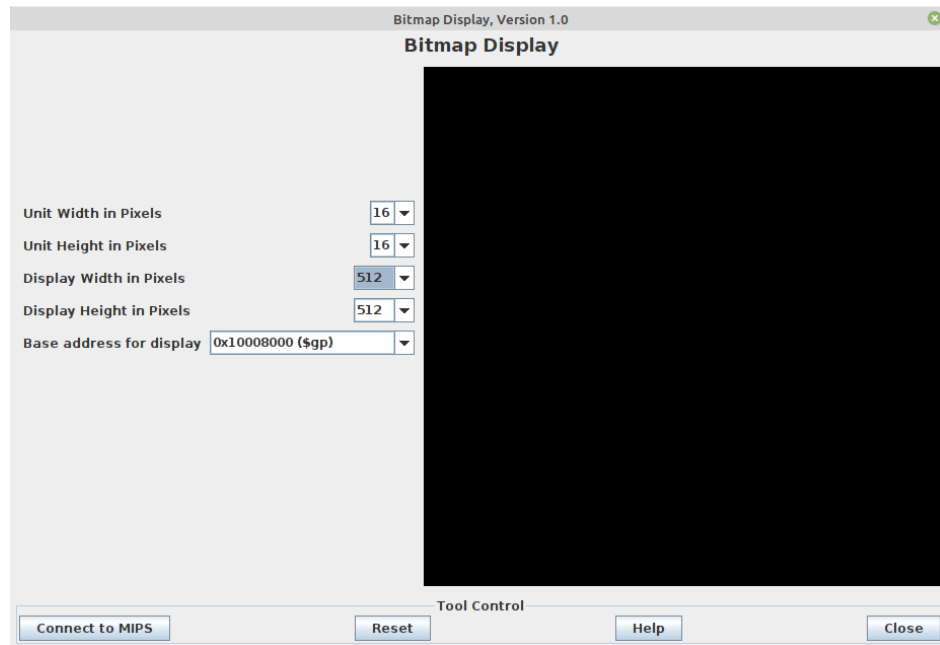 Bitmap Display, Version 1.0
Bitmap Display
Unit Width in Pixels 16
Unit Height in Pixels 16
Display Width in Pixels 512
Display Height in Pixels 512
Base address for display 0x10008000 ($gp)
Tool Control
Connect to MIPS Reset Help Close